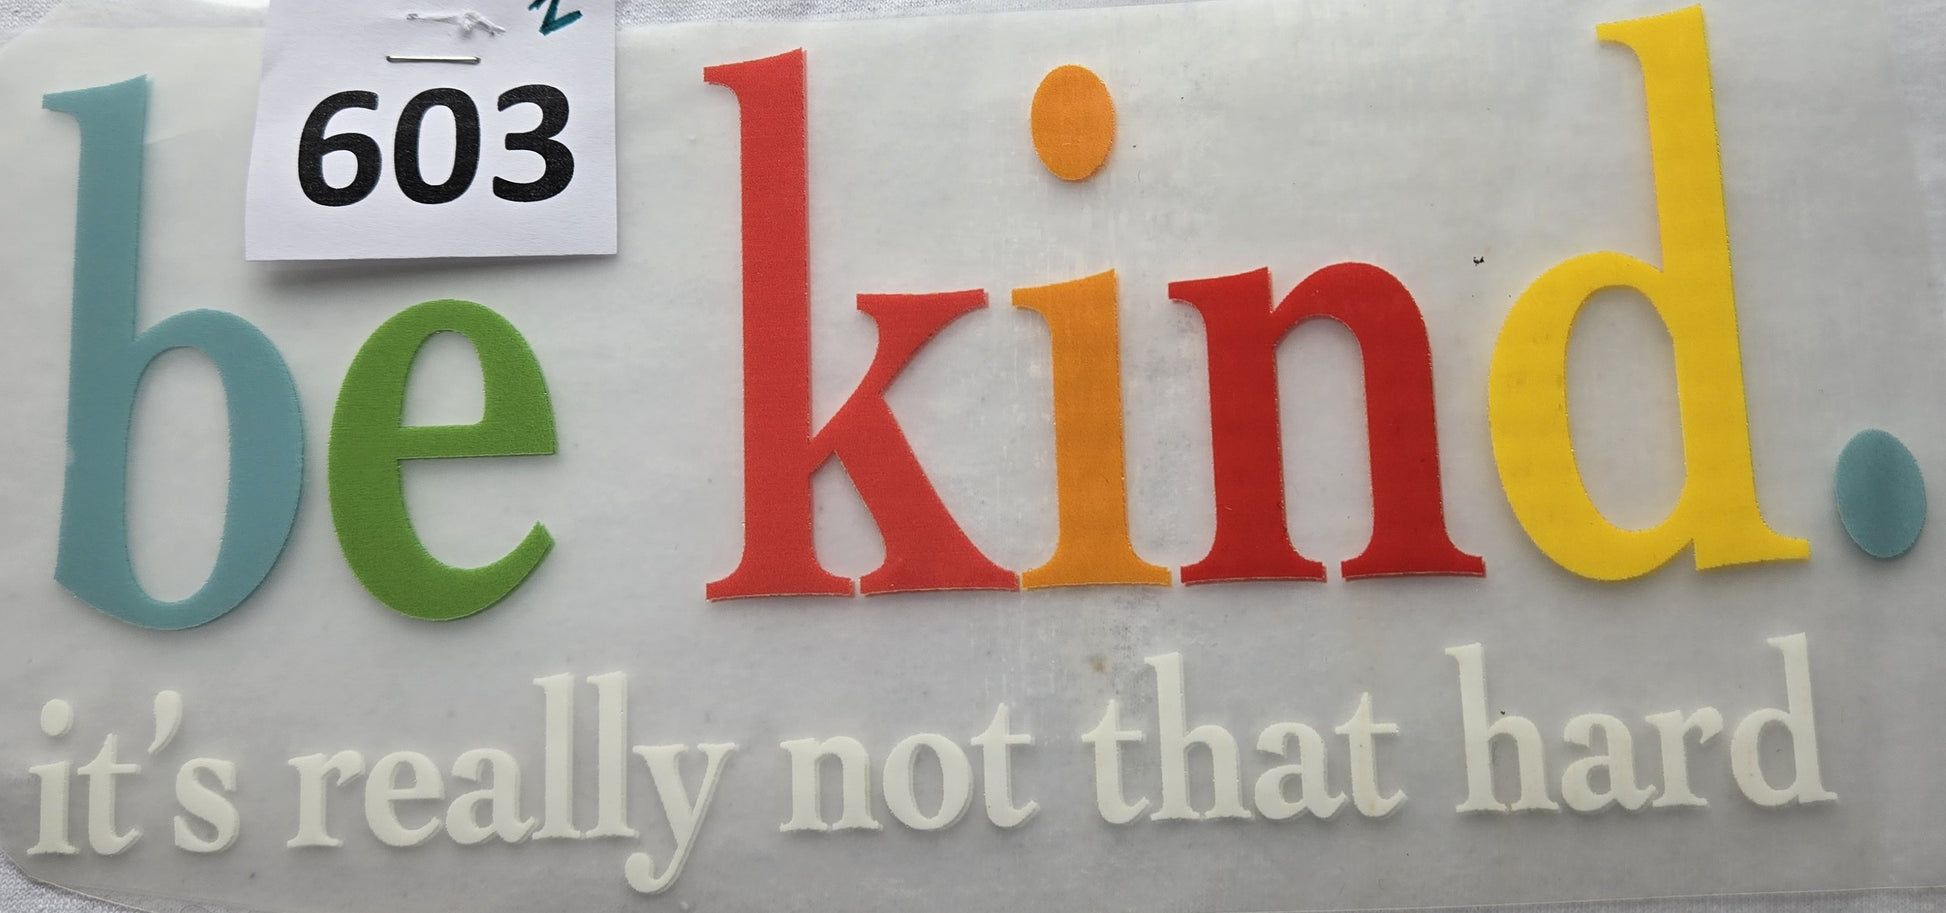 603
be kind.
it's really not that hard